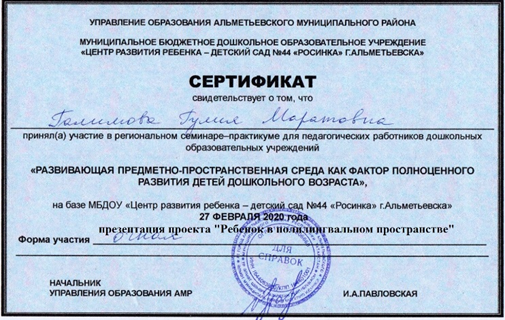 УПРАВЛЕНИЕ ОБРАЗОВАНИЯ АЛЬМЕТЬЕВСКОГО МУНИЦИПАЛЬНОГО РАЙОНА
МУНИЦИПАЛЬНОЕ БЮДЖЕТНОЕ ДОШКОЛЬНОЕ ОБРАЗОВАТЕЛЬНОЕ УЧРЕЖДЕНИЕ
«ЦЕНТР РАЗВИТИЯ РЕБЕНКА – ДЕТСКИЙ САД №44 «РОСИНКА» Г.АЛЬМЕТЬЕВСКА»
СЕРТИФИКАТ
свидетельствует о том, что
Галимова Гулия Маратовна
принял(а) участие в региональном семинаре–практикуме для педагогических работников дошкольных
образовательных учреждений
«РАЗВИВАЮЩАЯ ПРЕДМЕТНО-ПРОСТРАНСТВЕННАЯ СРЕДА КАК ФАКТОР ПОЛНОЦЕННОГО
РАЗВИТИЯ ДЕТЕЙ ДОШКОЛЬНОГО ВОЗРАСТА»,
на базе МБДОУ «Центр развития ребенка – детский сад №44 «Росинка» г.Альметьевска»
27 ФЕВРАЛЯ 2020 года
презентация проекта "Ребенок в полилингвальном пространстве"
Форма участия очная
ДЛЯ
СПРАВОК
НАЧАЛЬНИК
УПРАВЛЕНИЯ ОБРАЗОВАНИЯ АМР И.А.ПАВЛОВСКАЯ